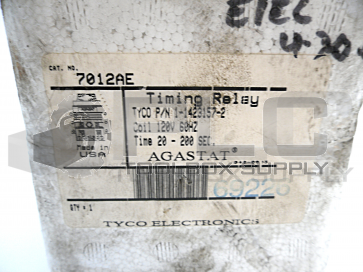 ELEC
4-20
CAT. NO.
7012AE
Timing Relay
TYCO P/N 1-1423157-2
Coil 120V 60HZ
Time 20 - 200 SEC.
Made in
USA
AGASTAT
69226
QTY • 1
TYCO ELECTRONICS